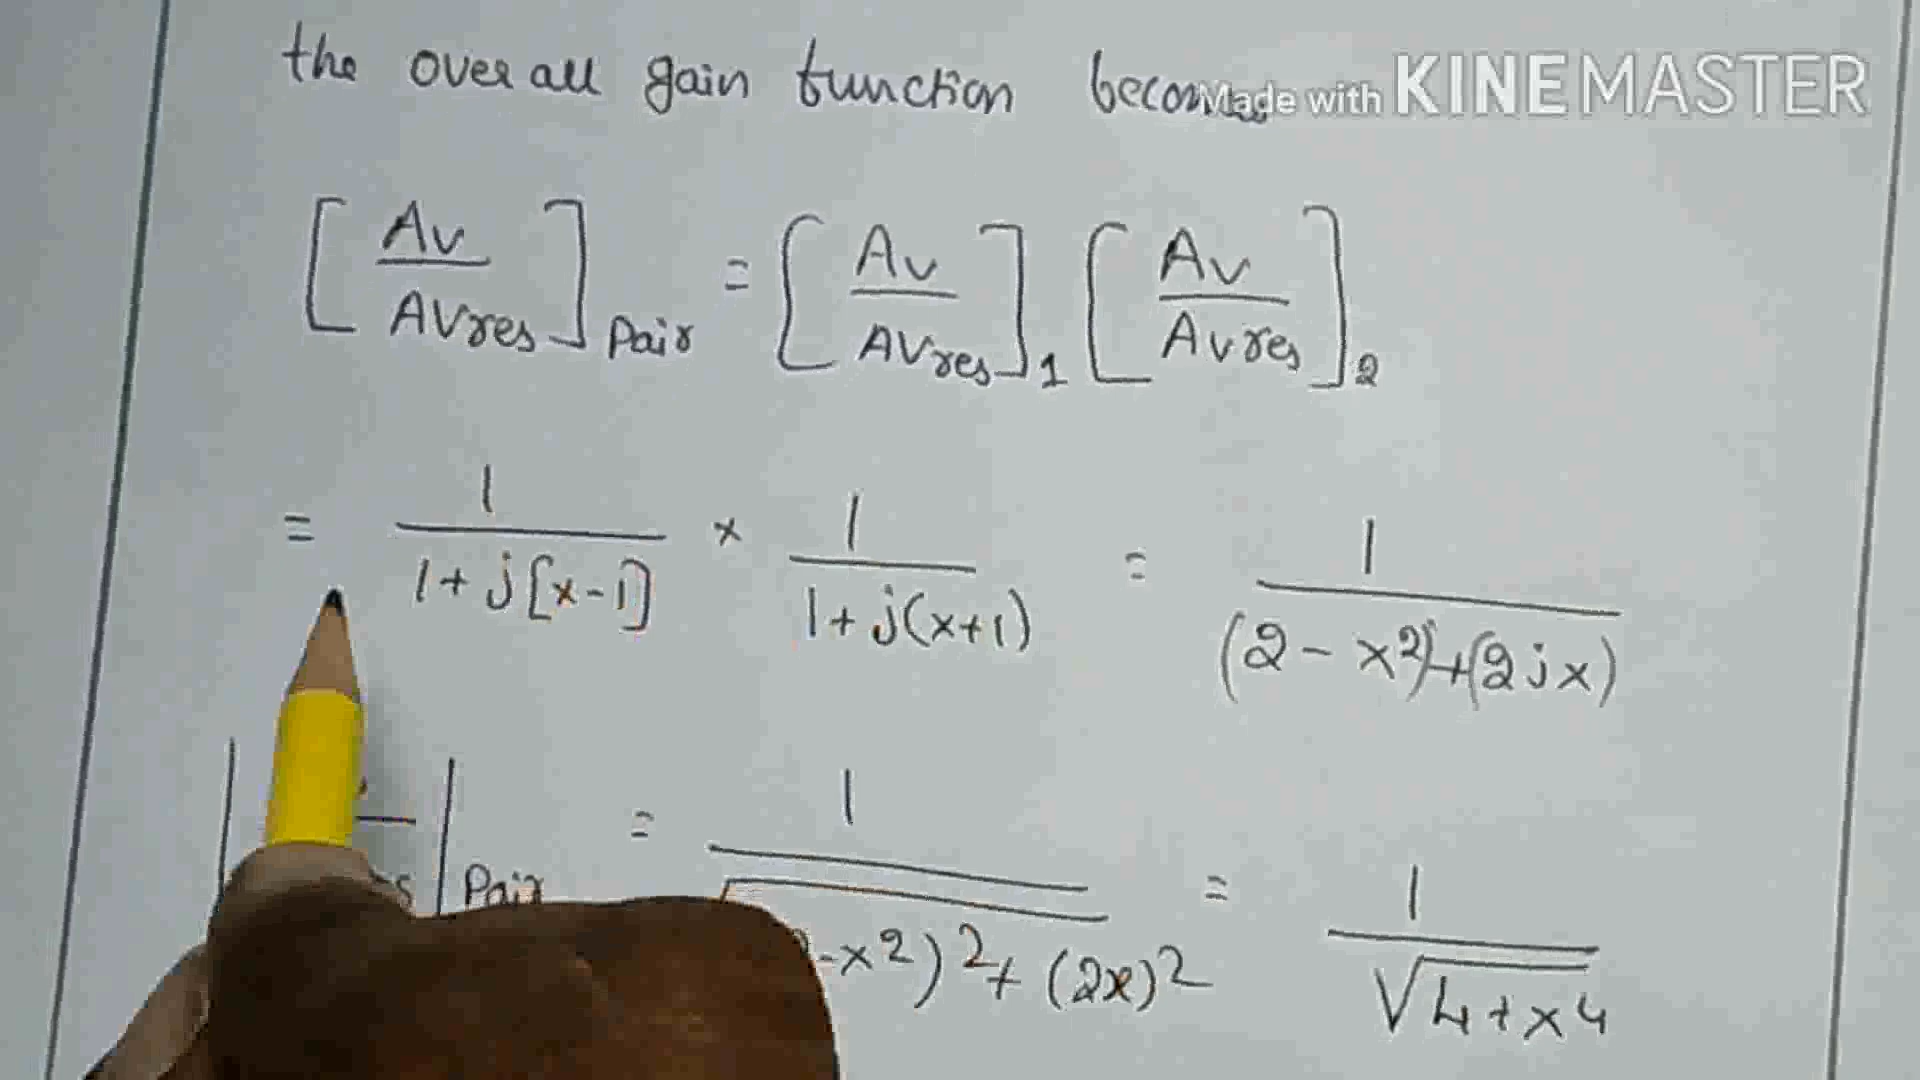 the overall gain function becomes
Made with KINEMASTER
[Av/AVres]Pair = [Av/AVres]1 [Av/Avres]2
= 1/1+j[x-1] × 1/1+j(x+1) = 1/(2-x²)+(2jx)
Pair = 1/√-x²)²+(2x)² = 1/√4+x⁴